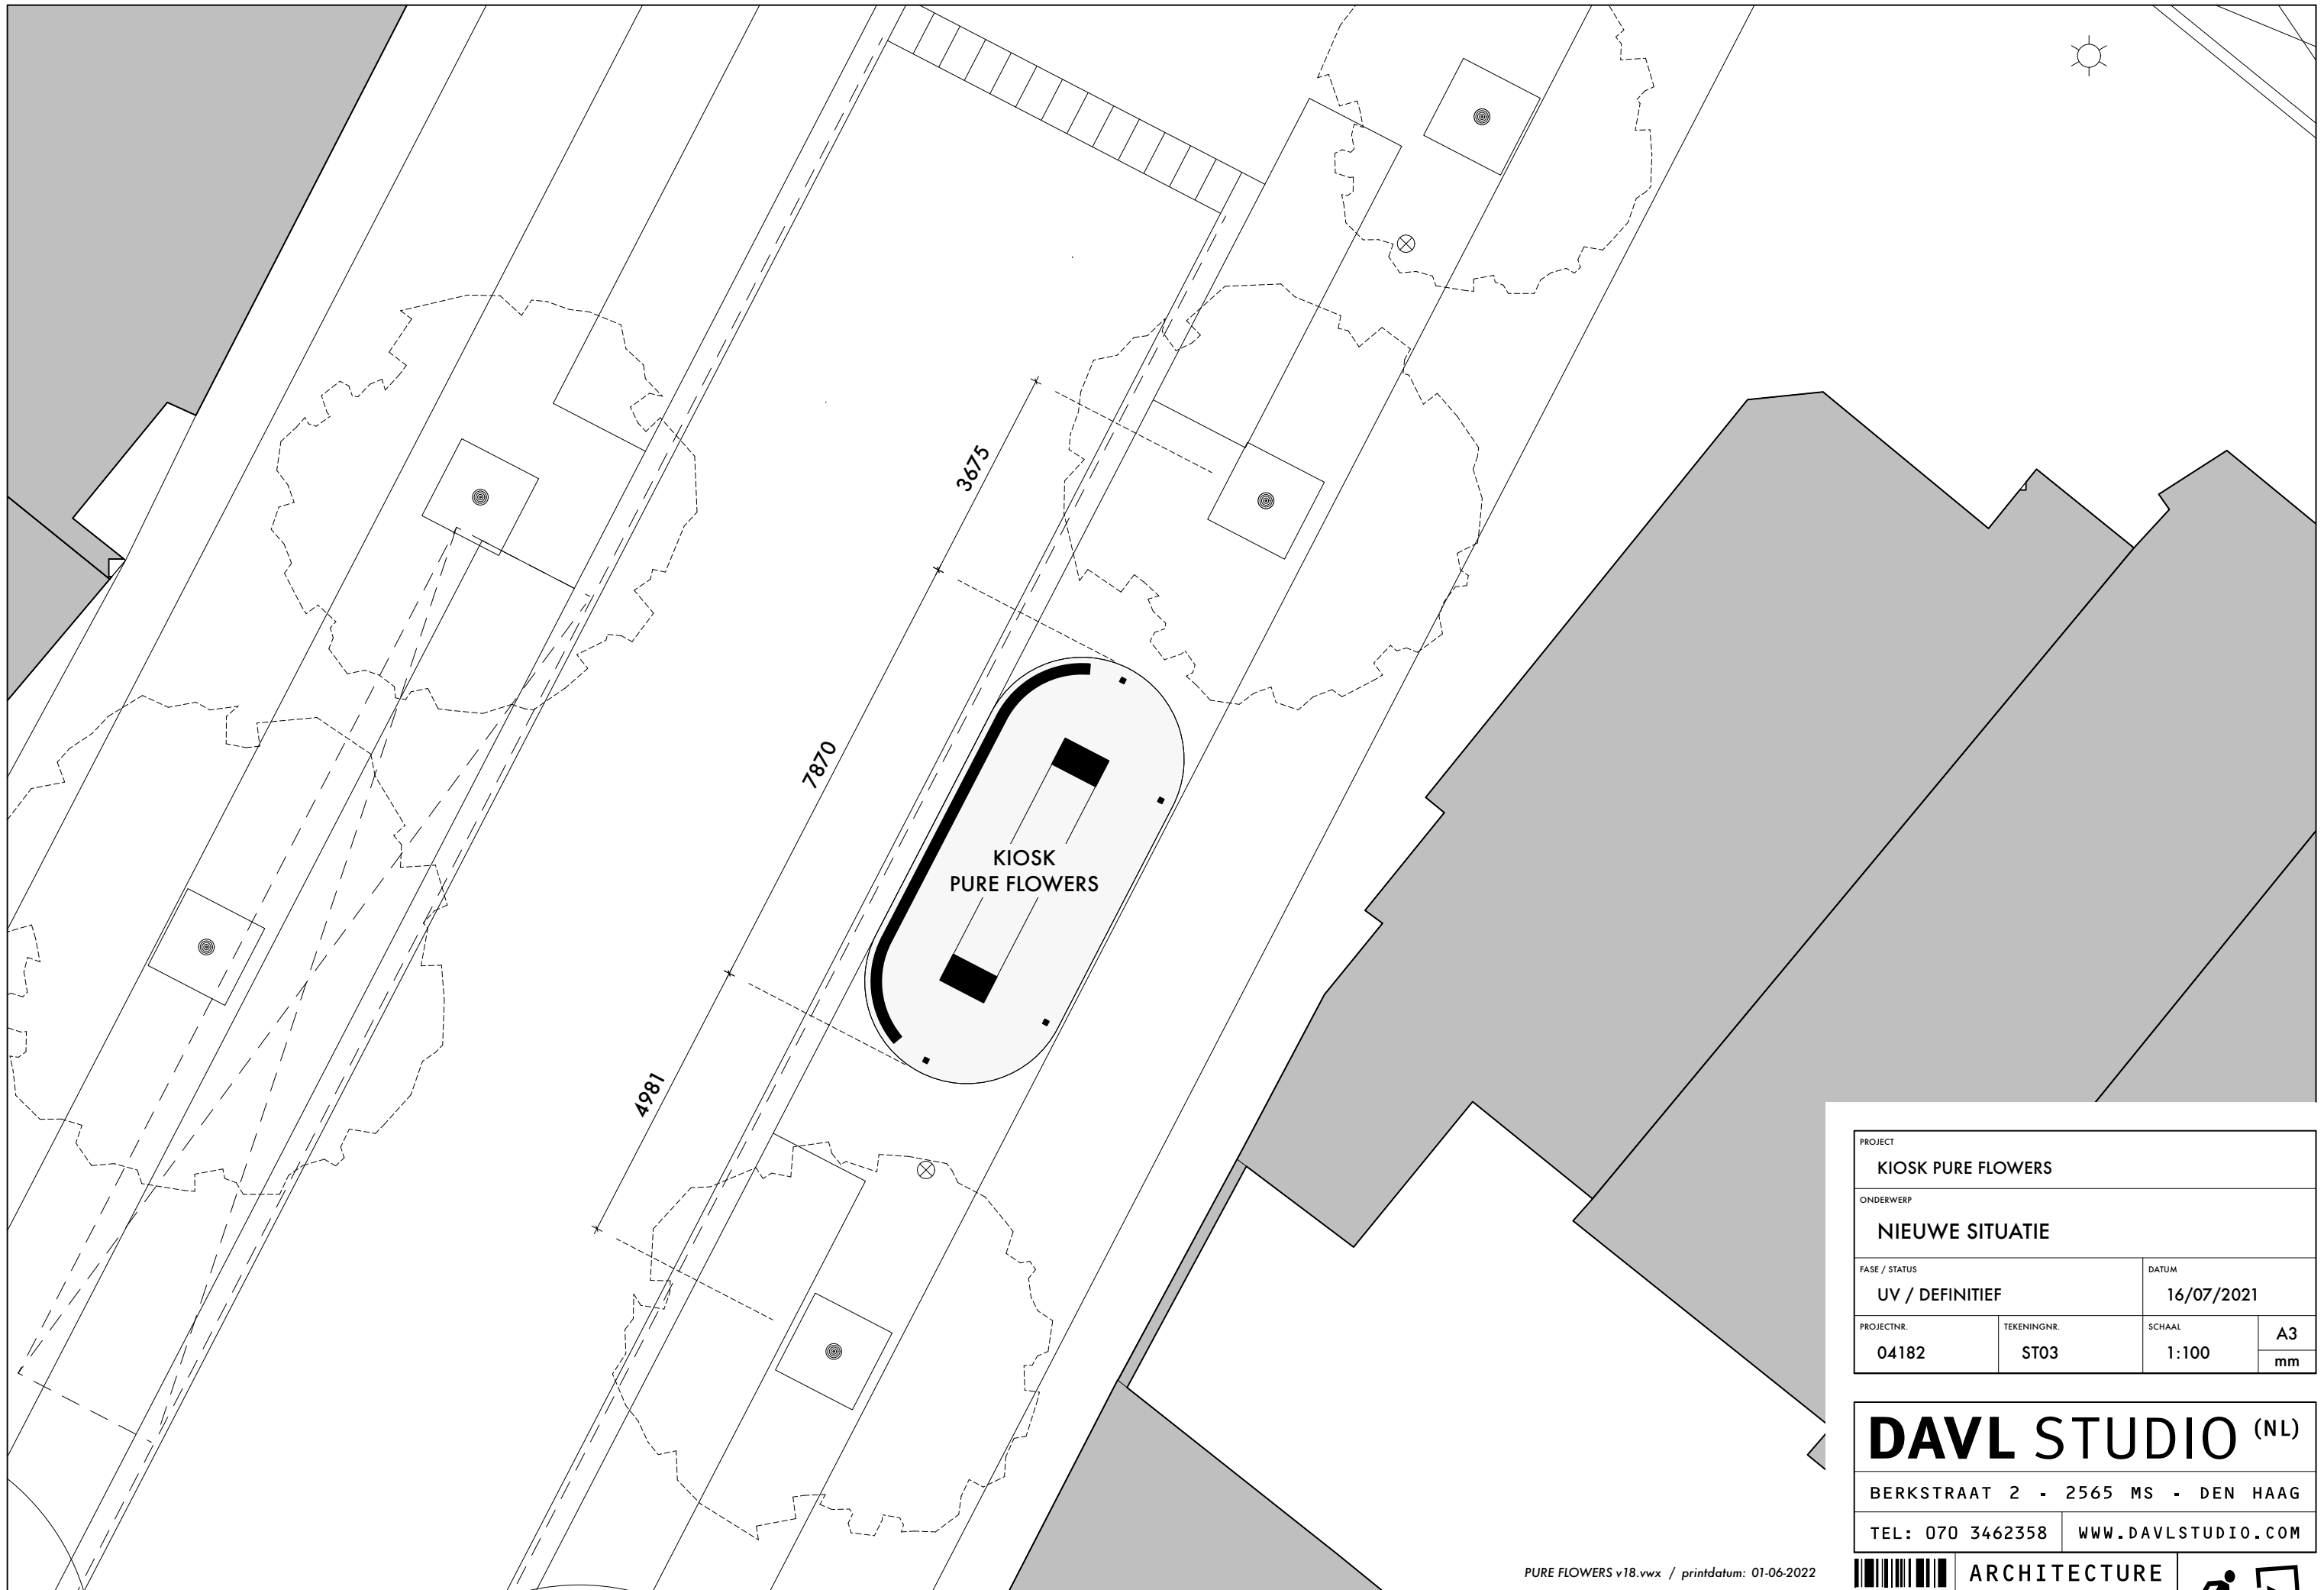 3675
7870
KIOSK
PURE FLOWERS
4981
PROJECT
KIOSK PURE FLOWERS
ONDERWERP
NIEUWE SITUATIE
FASE / STATUS
UV / DEFINITIEF
DATUM
16/07/2021
PROJECTNR.
04182
TEKENINGNR.
ST03
SCHAAL
1:100
A3
mm
DAVL STUDIO (NL)
BERKSTRAAT 2 - 2565 MS - DEN HAAG
TEL: 070 3462358
WWW.DAVLSTUDIO.COM
ARCHITECTURE
PURE FLOWERS v18.vwx / printdatum: 01-06-2022